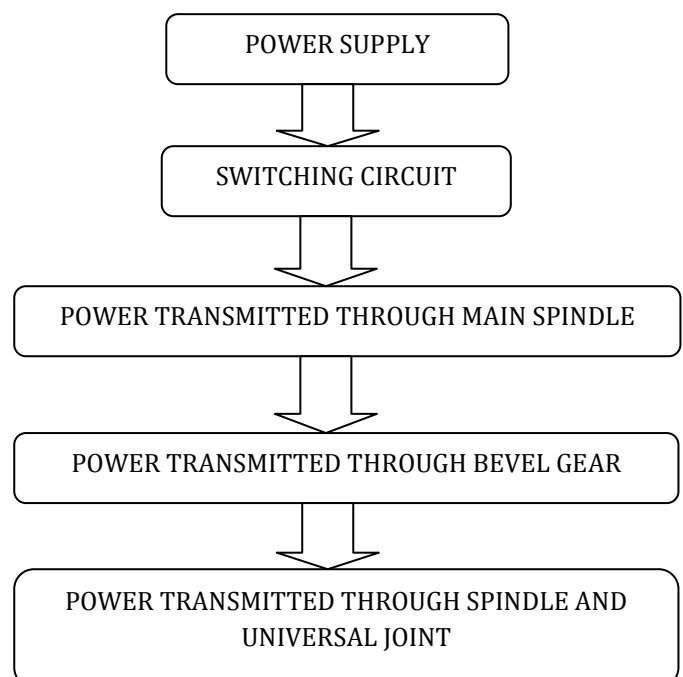 POWER SUPPLY
SWITCHING CIRCUIT
POWER TRANSMITTED THROUGH MAIN SPINDLE
POWER TRANSMITTED THROUGH BEVEL GEAR
POWER TRANSMITTED THROUGH SPINDLE AND
UNIVERSAL JOINT